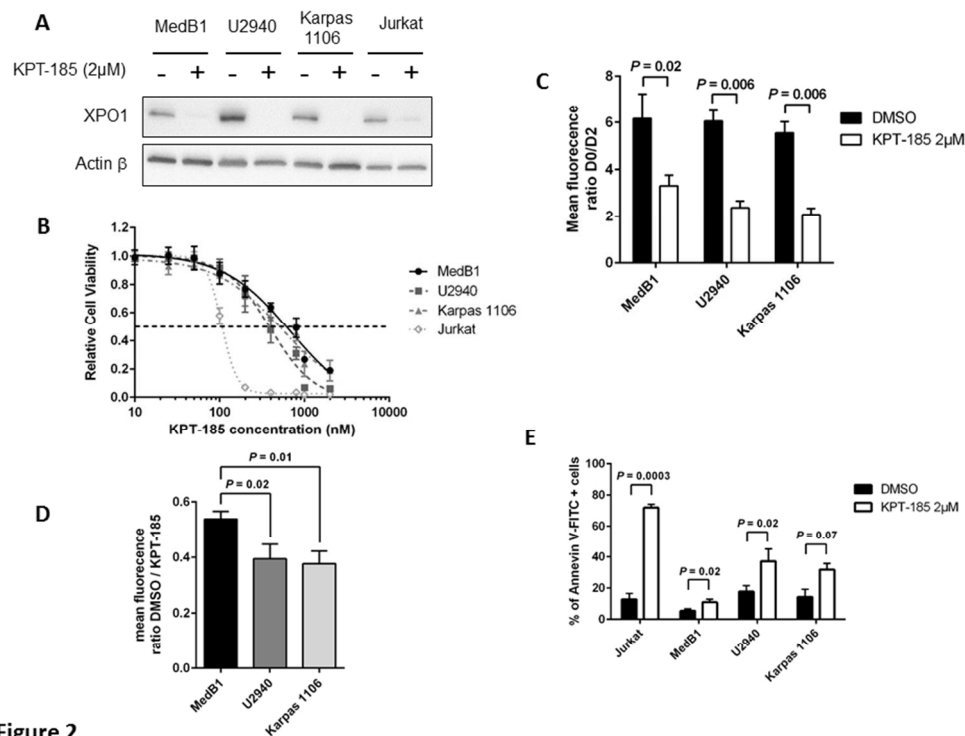 A
MedB1 U2940 Karpas 1106 Jurkat
KPT-185 (2µM) - + - + - + - +
XPO1
Actin β
B
Relative Cell Viability
1.2
1.0
0.8
0.6
0.4
0.2
0.0
10 100 1000 10000
KPT-185 concentration (nM)
MedB1
U2940
Karpas 1106
Jurkat
C
Mean fluorescence
ratio D0/D2
8
6
4
2
0
P = 0.02
P = 0.006
P = 0.006
DMSO
KPT-185 2µM
MedB1 U2940 Karpas 1106
D
mean fluorecence
ratio DMSO / KPT-185
0.6
0.4
0.2
0.0
P = 0.01
P = 0.02
MedB1 U2940 Karpas 1106
E
% of Annevin V-FITC + cells
100
80
60
40
20
0
P = 0.0003
P = 0.02
P = 0.02
P = 0.07
DMSO
KPT-185 2µM
Jurkat MedB1 U2940 Karpas 1106
Figure 2